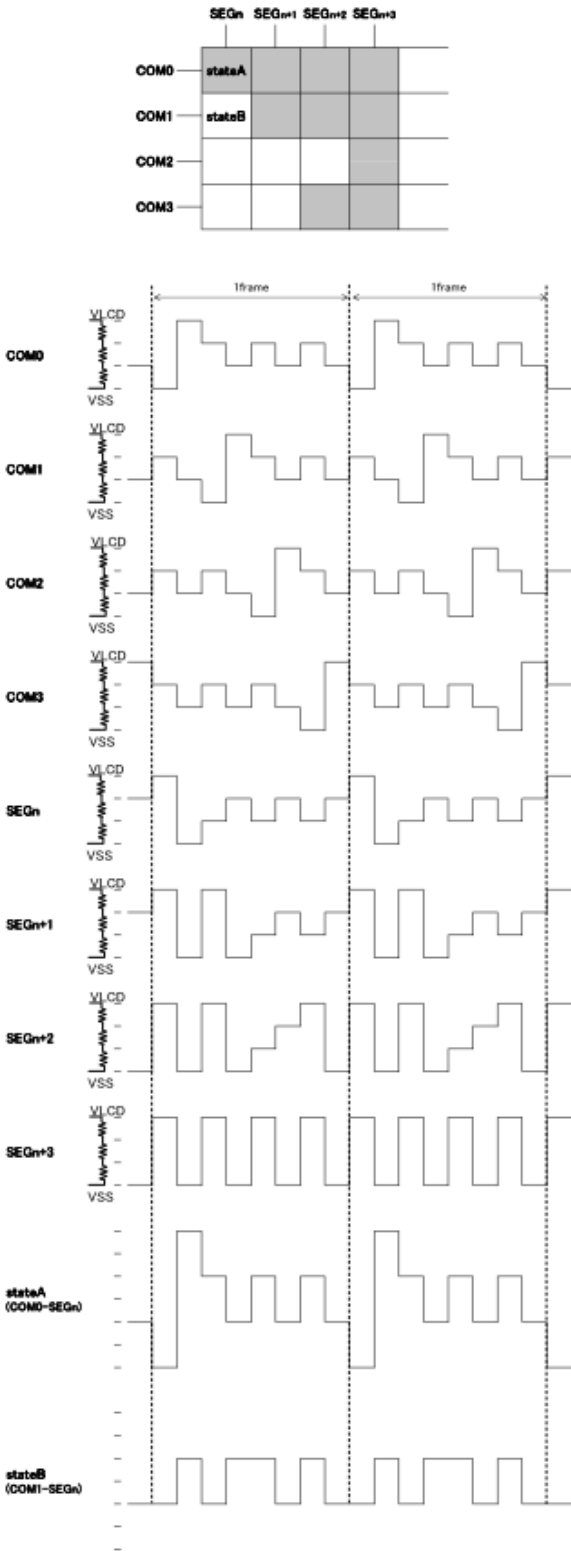 SEGn SEGn+1 SEGn+2 SEGn+3
COM0 stateA
COM1 stateB
COM2
COM3
1frame 1frame
VLCD
COM0
VSS
VLCD
COM1
VSS
VLCD
COM2
VSS
VLCD
COM3
VSS
VLCD
SEGn
VSS
VLCD
SEGn+1
VSS
VLCD
SEGn+2
VSS
VLCD
SEGn+3
VSS
stateA
(COM0-SEGn)
stateB
(COM1-SEGn)